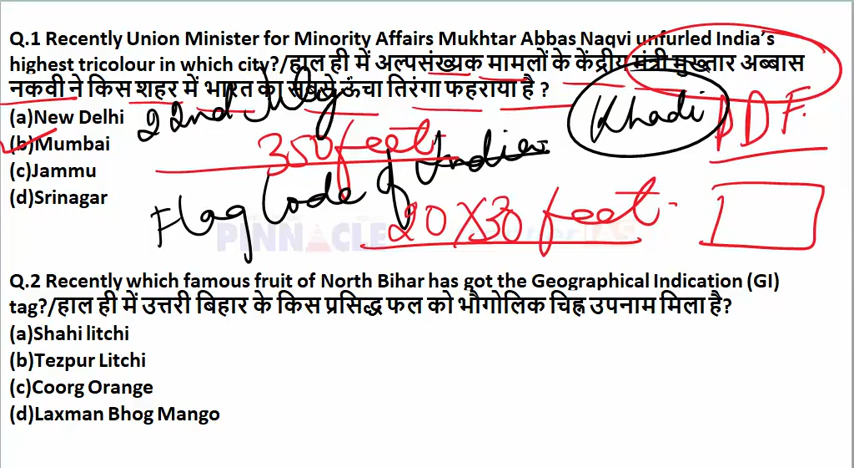 Q.1 Recently Union Minister for Minority Affairs Mukhtar Abbas Naqvi unfurled India's
highest tricolour in which city?/हाल ही में अल्पसंख्यक मामलों के केंद्रीय मंत्री मुख्तार अब्बास
नकवी ने किस शहर में भारत का सबसे ऊंचा तिरंगा फहराया है ?
(a)New Delhi
22nd
Khadi
PDF
(b)Mumbai
350 feet
(c)Jammu
Flag Code of India
(d)Srinagar
20X30 feet
PINNACLE
Q.2 Recently which famous fruit of North Bihar has got the Geographical Indication (GI)
tag?/हाल ही में उत्तरी बिहार के किस प्रसिद्ध फल को भौगोलिक चिह्न उपनाम मिला है?
(a)Shahi litchi
(b)Tezpur Litchi
(c)Coorg Orange
(d)Laxman Bhog Mango